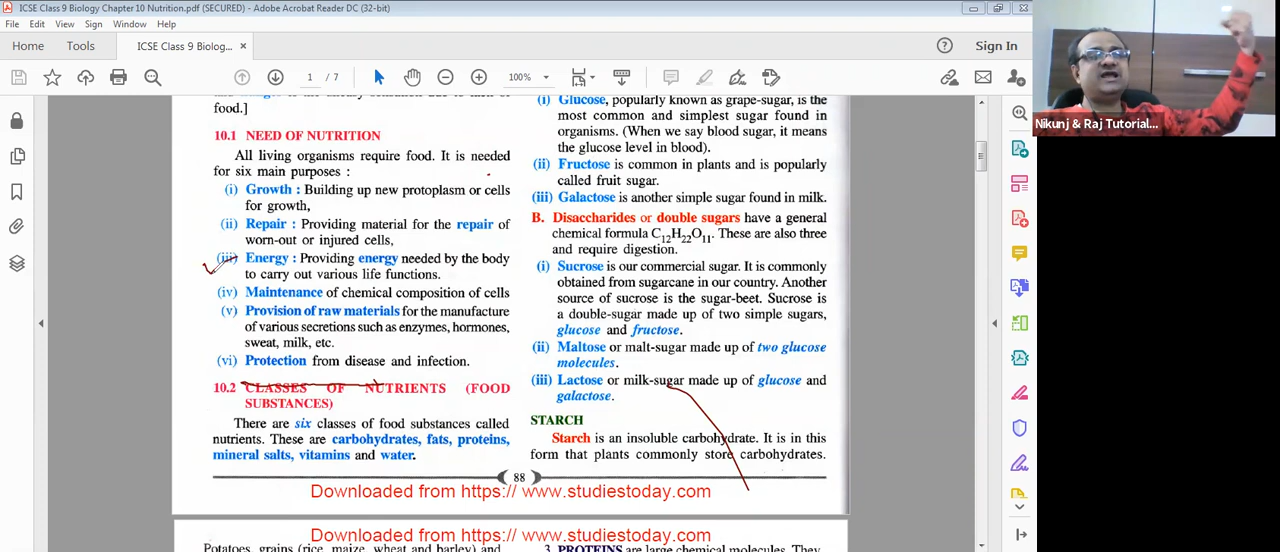 ICSE Class 9 Biology Chapter 10 Nutrition.pdf (SECURED) - Adobe Acrobat Reader DC (32-bit)
File Edit View Sign Window Help
Home Tools ICSE Class 9 Biolog... × Sign In
1 / 7 100%
Nikunj & Raj Tutorial...
food.]
10.1 NEED OF NUTRITION
All living organisms require food. It is needed
for six main purposes :
(i) Growth : Building up new protoplasm or cells
for growth,
(ii) Repair : Providing material for the repair of
worn-out or injured cells,
(iii) Energy : Providing energy needed by the body
to carry out various life functions.
(iv) Maintenance of chemical composition of cells
(v) Provision of raw materials for the manufacture
of various secretions such as enzymes, hormones,
sweat, milk, etc.
(vi) Protection from disease and infection.
10.2 CLASSES OF NUTRIENTS (FOOD
SUBSTANCES)
There are six classes of food substances called
nutrients. These are carbohydrates, fats, proteins,
mineral salts, vitamins and water.
(i) Glucose, popularly known as grape-sugar, is the
most common and simplest sugar found in
organisms. (When we say blood sugar, it means
the glucose level in blood).
(ii) Fructose is common in plants and is popularly
called fruit sugar.
(iii) Galactose is another simple sugar found in milk.
B. Disaccharides or double sugars have a general
chemical formula C12H22O11. These are also three
and require digestion.
(i) Sucrose is our commercial sugar. It is commonly
obtained from sugarcane in our country. Another
source of sucrose is the sugar-beet. Sucrose is
a double-sugar made up of two simple sugars,
glucose and fructose.
(ii) Maltose or malt-sugar made up of two glucose
molecules.
(iii) Lactose or milk-sugar made up of glucose and
galactose.
STARCH
Starch is an insoluble carbohydrate. It is in this
form that plants commonly store carbohydrates.
88
Downloaded from https:// www.studiestoday.com
Downloaded from https:// www.studiestoday.com
Potatoes, grains (rice, maize, wheat and barley) and
3. PROTEINS are large chemical molecules. They